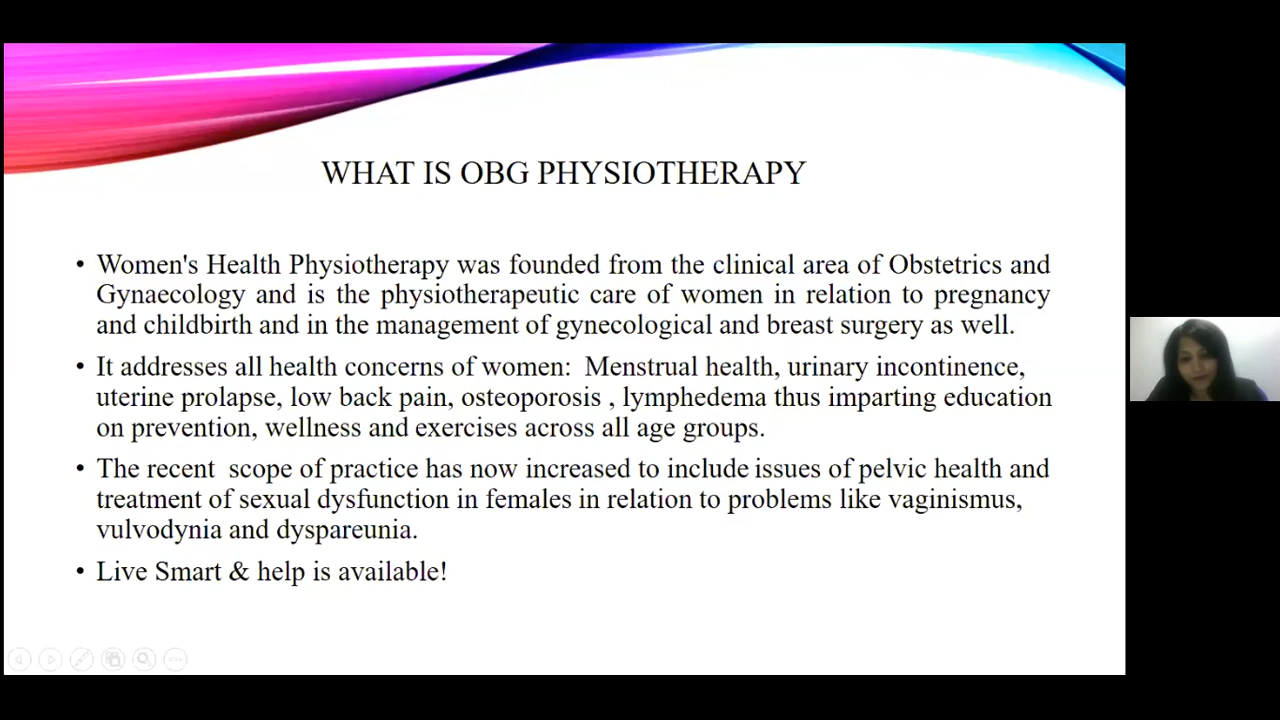 WHAT IS OBG PHYSIOTHERAPY
• Women's Health Physiotherapy was founded from the clinical area of Obstetrics and
Gynaecology and is the physiotherapeutic care of women in relation to pregnancy
and childbirth and in the management of gynecological and breast surgery as well.
• It addresses all health concerns of women:  Menstrual health, urinary incontinence,
uterine prolapse, low back pain, osteoporosis , lymphedema thus imparting education
on prevention, wellness and exercises across all age groups.
• The recent  scope of practice has now increased to include issues of pelvic health and
treatment of sexual dysfunction in females in relation to problems like vaginismus,
vulvodynia and dyspareunia.
• Live Smart & help is available!